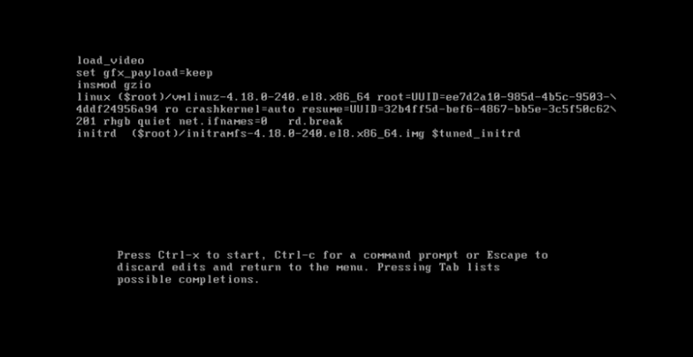 load_video
set gfx_payload=keep
insmod gzio
linux ($root)/vmlinuz-4.18.0-240.el8.x86_64 root=UUID=ee7d2a10-985d-4b5c-9503-\
4ddf24956a94 ro crashkernel=auto resume=UUID=32b4ff5d-bef6-4867-bb5e-3c5f50c62\
201 rhgb quiet net.ifnames=0   rd.break
initrd  ($root)/initramfs-4.18.0-240.el8.x86_64.img $tuned_initrd
Press Ctrl-x to start, Ctrl-c for a command prompt or Escape to
discard edits and return to the menu. Pressing Tab lists
possible completions.